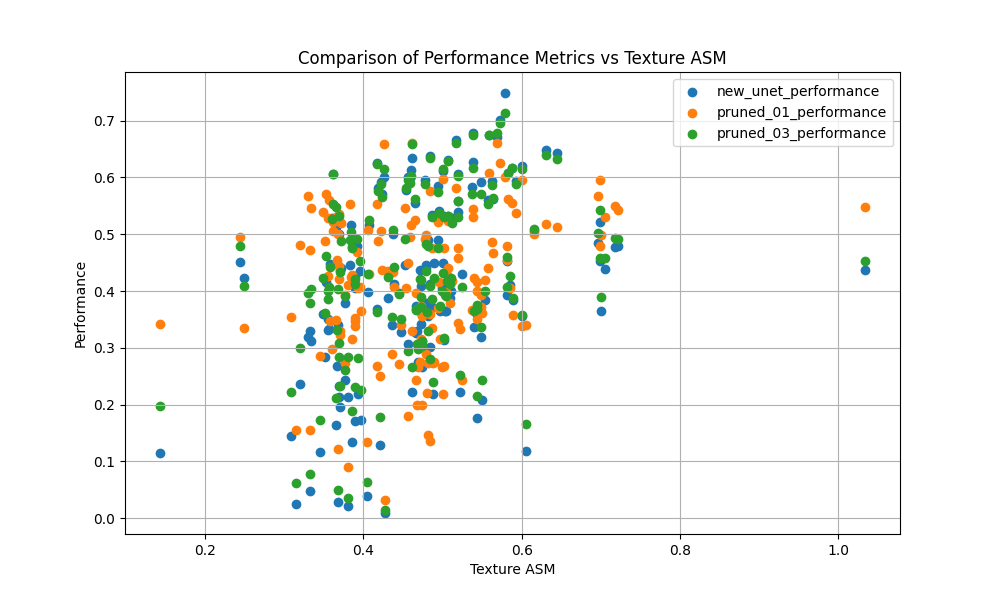 Comparison of Performance Metrics vs Texture ASM
new_unet_performance
pruned_01_performance
pruned_03_performance
Performance
0.7
0.6
0.5
0.4
0.3
0.2
0.1
0.0
0.2 0.4 0.6 0.8 1.0
Texture ASM